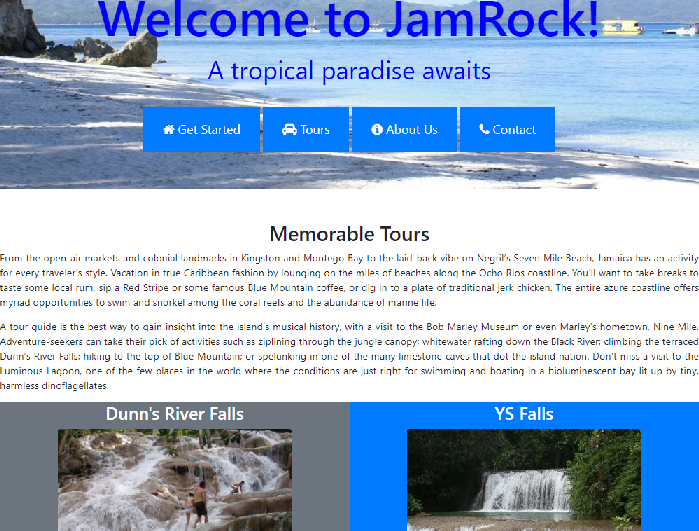 Welcome to JamRock!
A tropical paradise awaits
Get Started Tours About Us Contact
Memorable Tours
From the open-air markets and colonial landmarks in Kingston and Montego Bay to the laid-back vibe on Negril's Seven Mile Beach, Jamaica has an activity
for every traveler's style. Vacation in true Caribbean fashion by lounging on the miles of beaches along the Ocho Rios coastline. You'll want to take breaks to
taste some local rum, sip a Red Stripe or some famous Blue Mountain coffee, or dig in to a plate of traditional jerk chicken. The entire azure coastline offers
myriad opportunities to swim and snorkel among the coral reefs and the abundance of marine life.
A tour guide is the best way to gain insight into the island's musical history, with a visit to the Bob Marley Museum or even Marley's hometown, Nine Mile.
Adventure-seekers can take their pick of activities such as ziplining through the jungle canopy; whitewater rafting down the Black River; climbing the terraced
Dunn's River Falls; hiking to the top of Blue Mountain; or spelunking in one of the many limestone caves that dot the island nation. Don't miss a visit to the
Luminous Lagoon, one of the few places in the world where the conditions are just right for swimming and boating in a bioluminescent bay lit up by tiny,
harmless dinoflagellates.
Dunn's River Falls
YS Falls